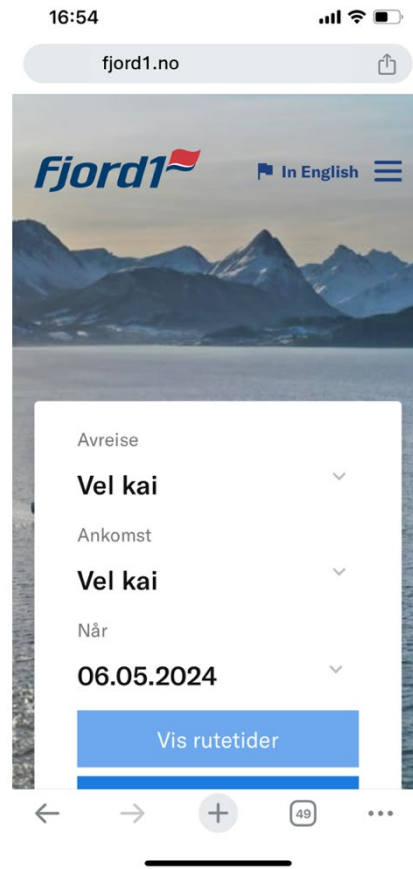 16:54
fjord1.no
Fjord1
In English
Avreise
Vel kai
Ankomst
Vel kai
Når
06.05.2024
Vis rutetider
49